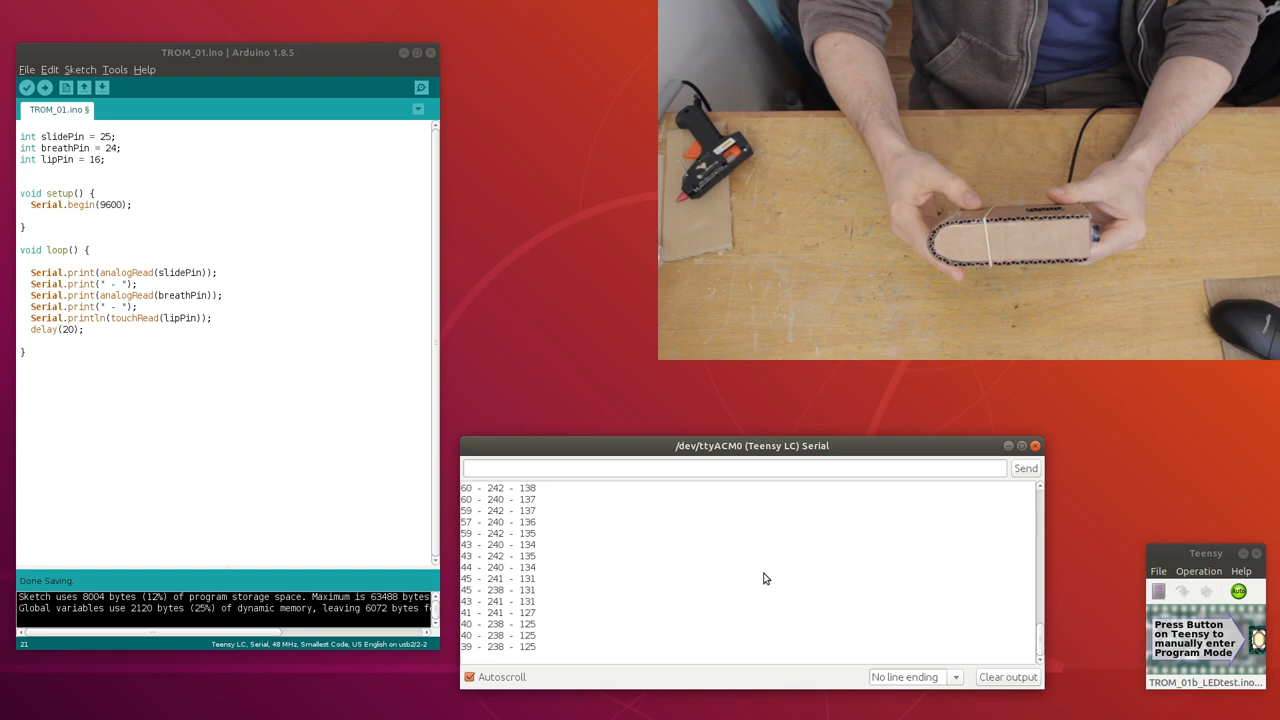 TROM_01.ino | Arduino 1.8.5
File Edit Sketch Tools Help
TROM_01.ino §
int slidePin = 25;
int breathPin = 24;
int lipPin = 16;
void setup() {
Serial.begin(9600);
}
void loop() {
Serial.print(analogRead(slidePin));
Serial.print(" - ");
Serial.print(analogRead(breathPin));
Serial.print(" - ");
Serial.println(touchRead(lipPin));
delay(20);
}
Done Saving.
Sketch uses 8004 bytes (12%) of program storage space. Maximum is 63488 bytes
Global variables use 2120 bytes (25%) of dynamic memory, leaving 6072 bytes f
21
Teensy LC, Serial, 48 MHz, Smallest Code, US English on usb2/2-2
/dev/ttyACM0 (Teensy LC) Serial
Send
60 - 242 - 138
60 - 240 - 137
59 - 242 - 137
57 - 240 - 136
59 - 242 - 135
43 - 240 - 134
43 - 242 - 135
44 - 240 - 134
45 - 241 - 131
45 - 238 - 131
43 - 241 - 131
41 - 241 - 127
40 - 238 - 125
40 - 238 - 125
39 - 238 - 125
Autoscroll
No line ending
Clear output
Teensy
File Operation Help
Auto
Press Button
on Teensy to
manually enter
Program Mode
TROM_01b_LEDtest.ino...